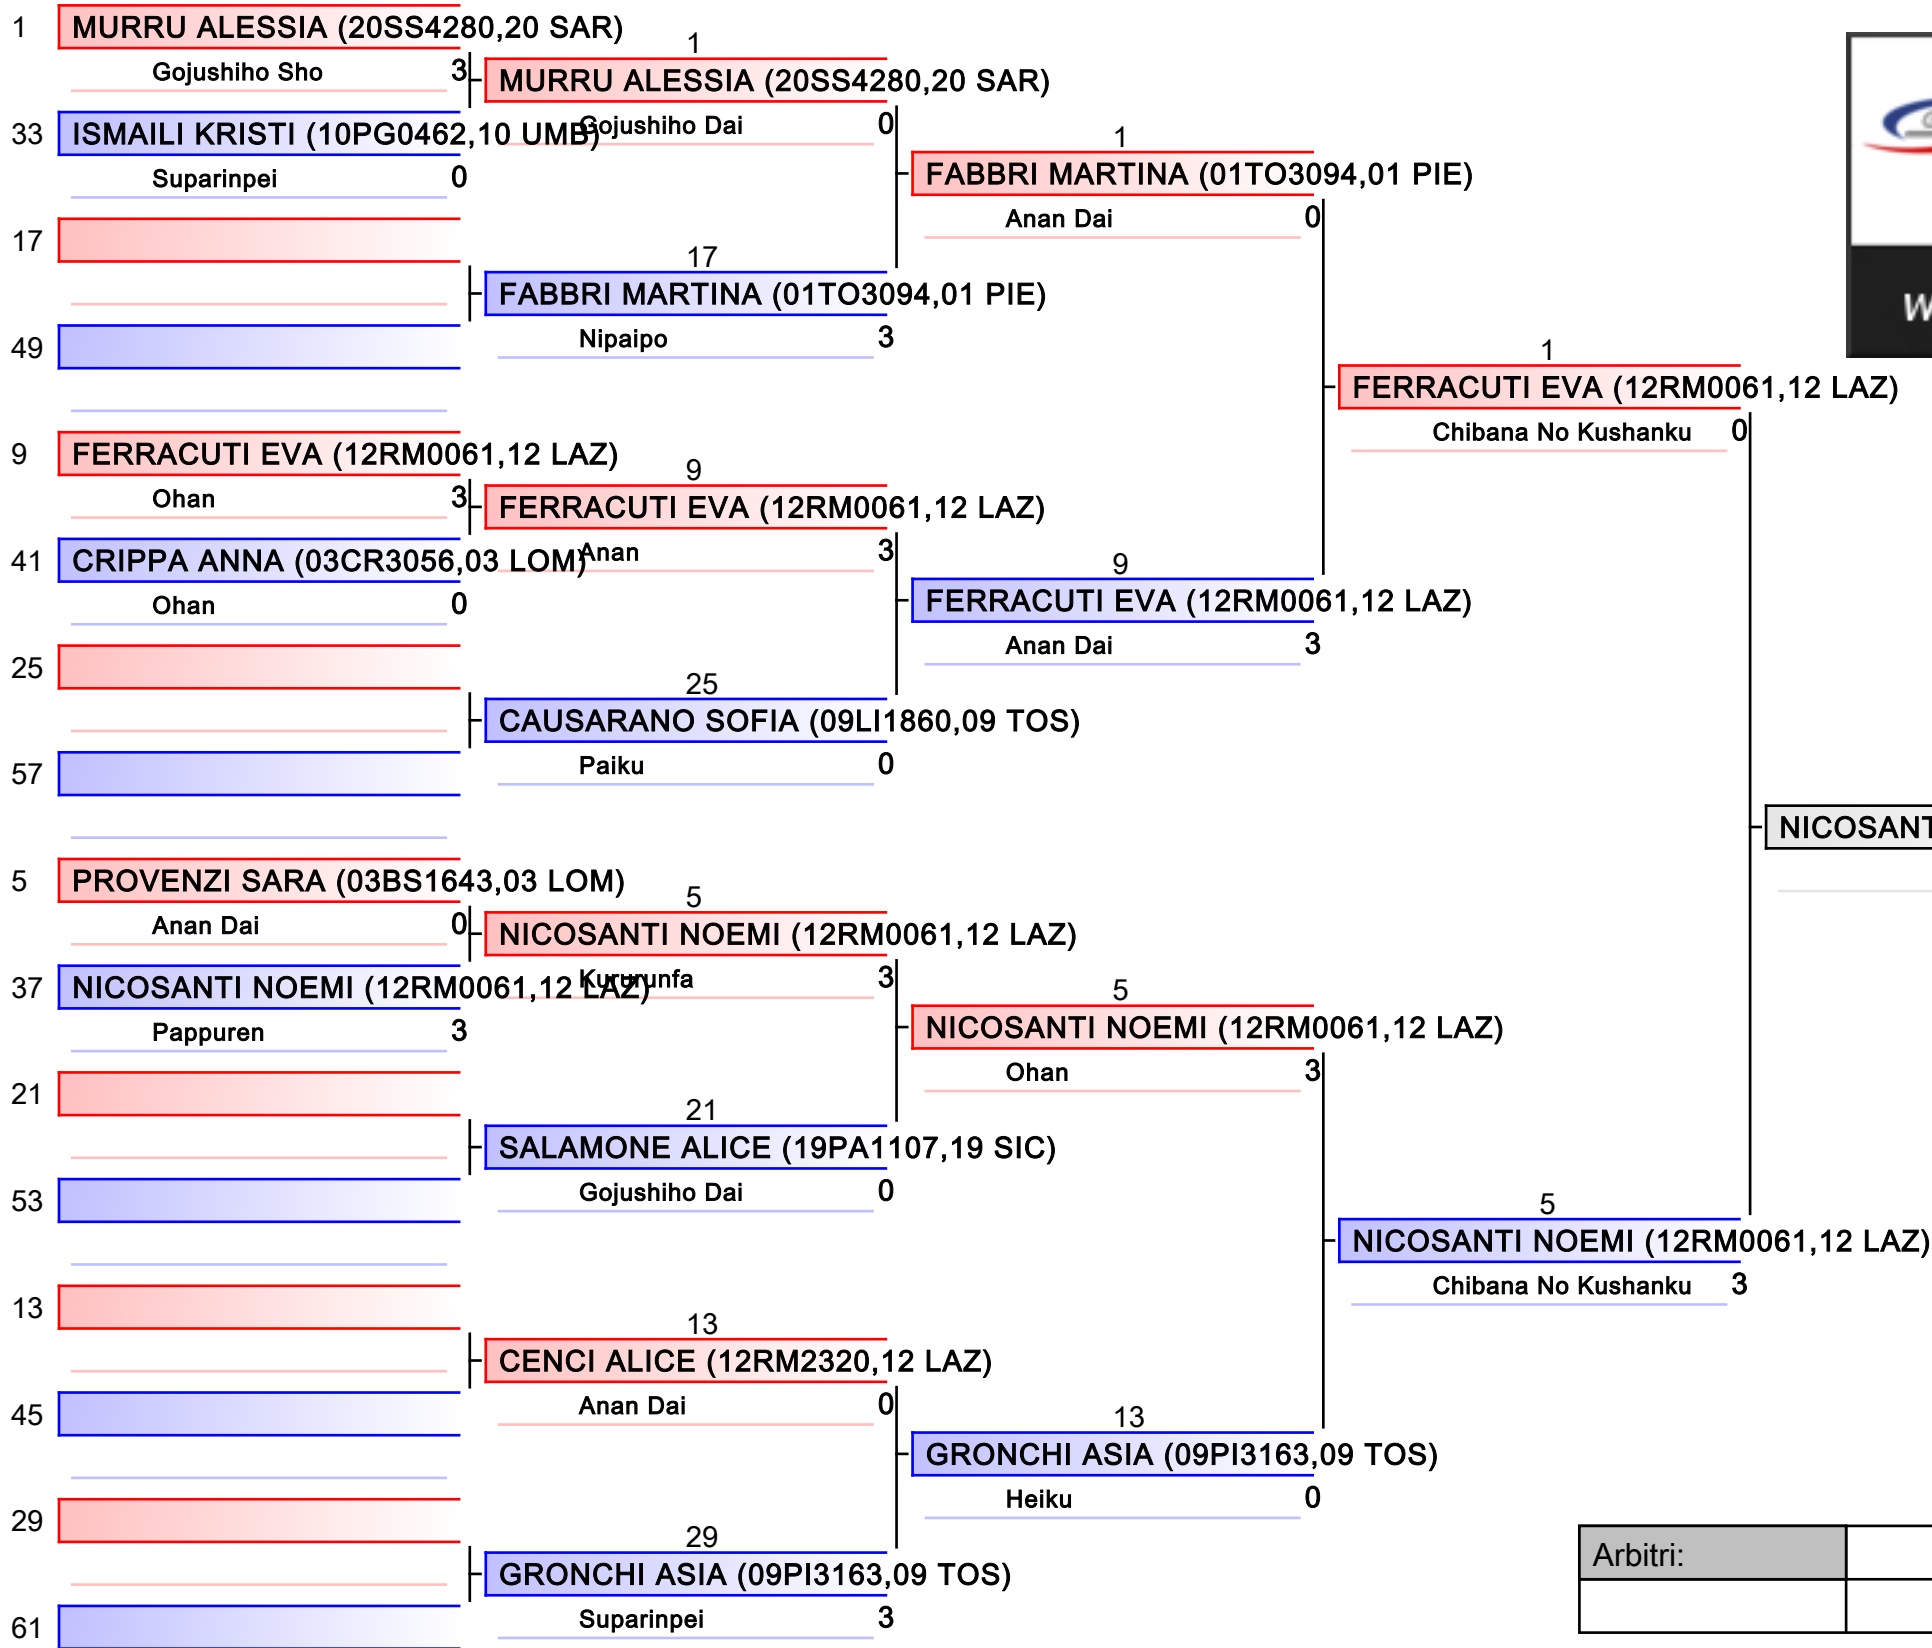 1 MURRU ALESSIA (20SS4280,20 SAR)
Gojushiho Sho 3
33 ISMAILI KRISTI (10PG0462,10 UMB)
Suparinpei 0
17
49
9 FERRACUTI EVA (12RM0061,12 LAZ)
Ohan 3
41 CRIPPA ANNA (03CR3056,03 LOM)
Ohan 0
25
57
5 PROVENZI SARA (03BS1643,03 LOM)
Anan Dai 0
37 NICOSANTI NOEMI (12RM0061,12 LAZ)
Pappuren 3
21
53
13
45
29
61
1
MURRU ALESSIA (20SS4280,20 SAR)
Gojushiho Dai 0
17
FABBRI MARTINA (01TO3094,01 PIE)
Nipaipo 3
9
FERRACUTI EVA (12RM0061,12 LAZ)
Anan 3
25
CAUSARANO SOFIA (09LI1860,09 TOS)
Paiku 0
5
NICOSANTI NOEMI (12RM0061,12 LAZ)
Kururunfa 3
21
SALAMONE ALICE (19PA1107,19 SIC)
Gojushiho Dai 0
13
CENCI ALICE (12RM2320,12 LAZ)
Anan Dai 0
29
GRONCHI ASIA (09PI3163,09 TOS)
Suparinpei 3
1
FABBRI MARTINA (01TO3094,01 PIE)
Anan Dai 0
9
FERRACUTI EVA (12RM0061,12 LAZ)
Anan Dai 3
5
NICOSANTI NOEMI (12RM0061,12 LAZ)
Ohan 3
13
GRONCHI ASIA (09PI3163,09 TOS)
Heiku 0
1
FERRACUTI EVA (12RM0061,12 LAZ)
Chibana No Kushanku 0
5
NICOSANTI NOEMI (12RM0061,12 LAZ)
Chibana No Kushanku 3
W
NICOSANT
Arbitri: